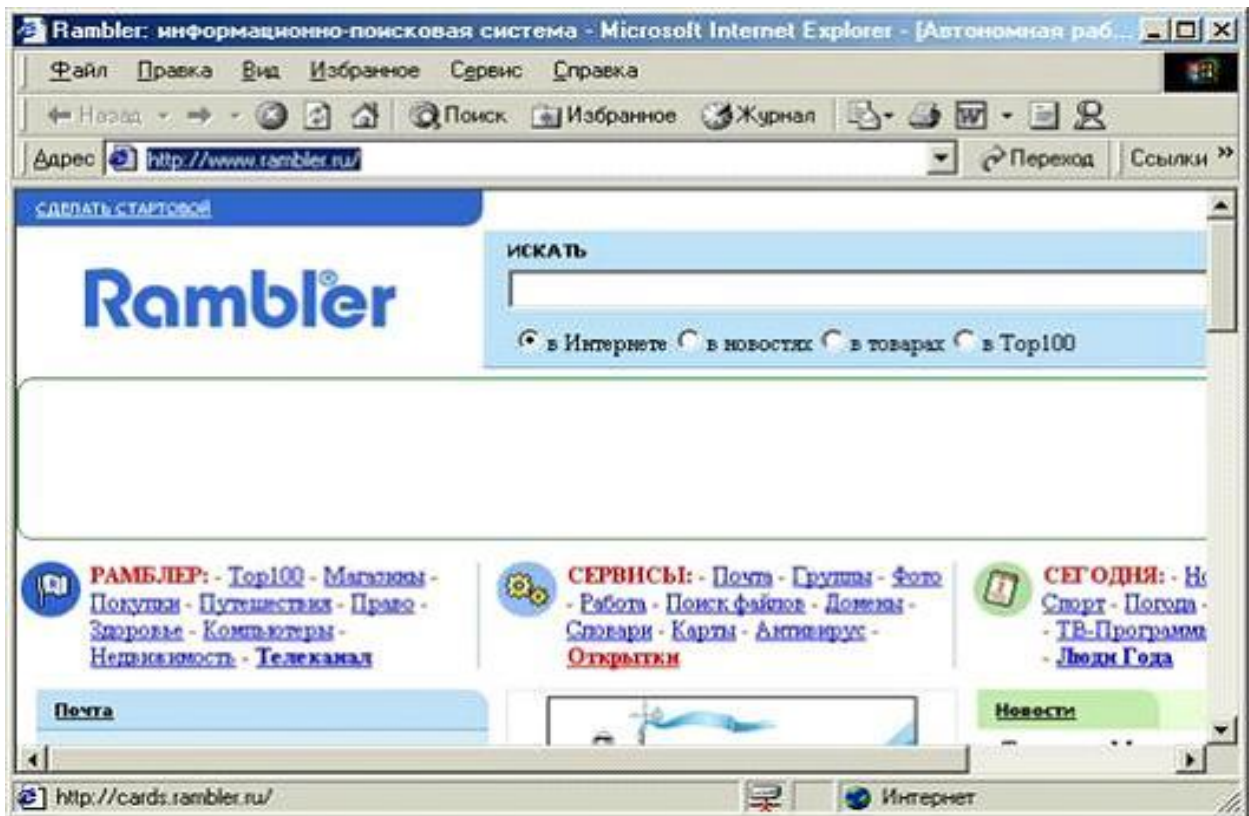 Rambler: информационно-поисковая система - Microsoft Internet Explorer - [Автономная раб...
Файл Правка Вид Избранное Сервис Справка
Назад Поиск Избранное Журнал
Адрес http://www.rambler.ru/ Переход Ссылки »
СДЕЛАТЬ СТАРТОВОЙ
ИСКАТЬ
Rambler®
в Интернете в новостях в товарах в Top100
РАМБЛЕР: - Top100 - Магазины -
Покупки - Путешествия - Право -
Здоровье - Компьютеры -
Недвижимость - Телеканал
СЕРВИСЫ: - Почта - Группы - Фото
- Работа - Поиск файлов - Домены -
Словари - Карты - Антивирус -
Открытки
СЕГОДНЯ: - Но
Спорт - Погода -
- ТВ-Программа
- Люди Года
Почта
Новости
http://cards.rambler.ru/ Интернет